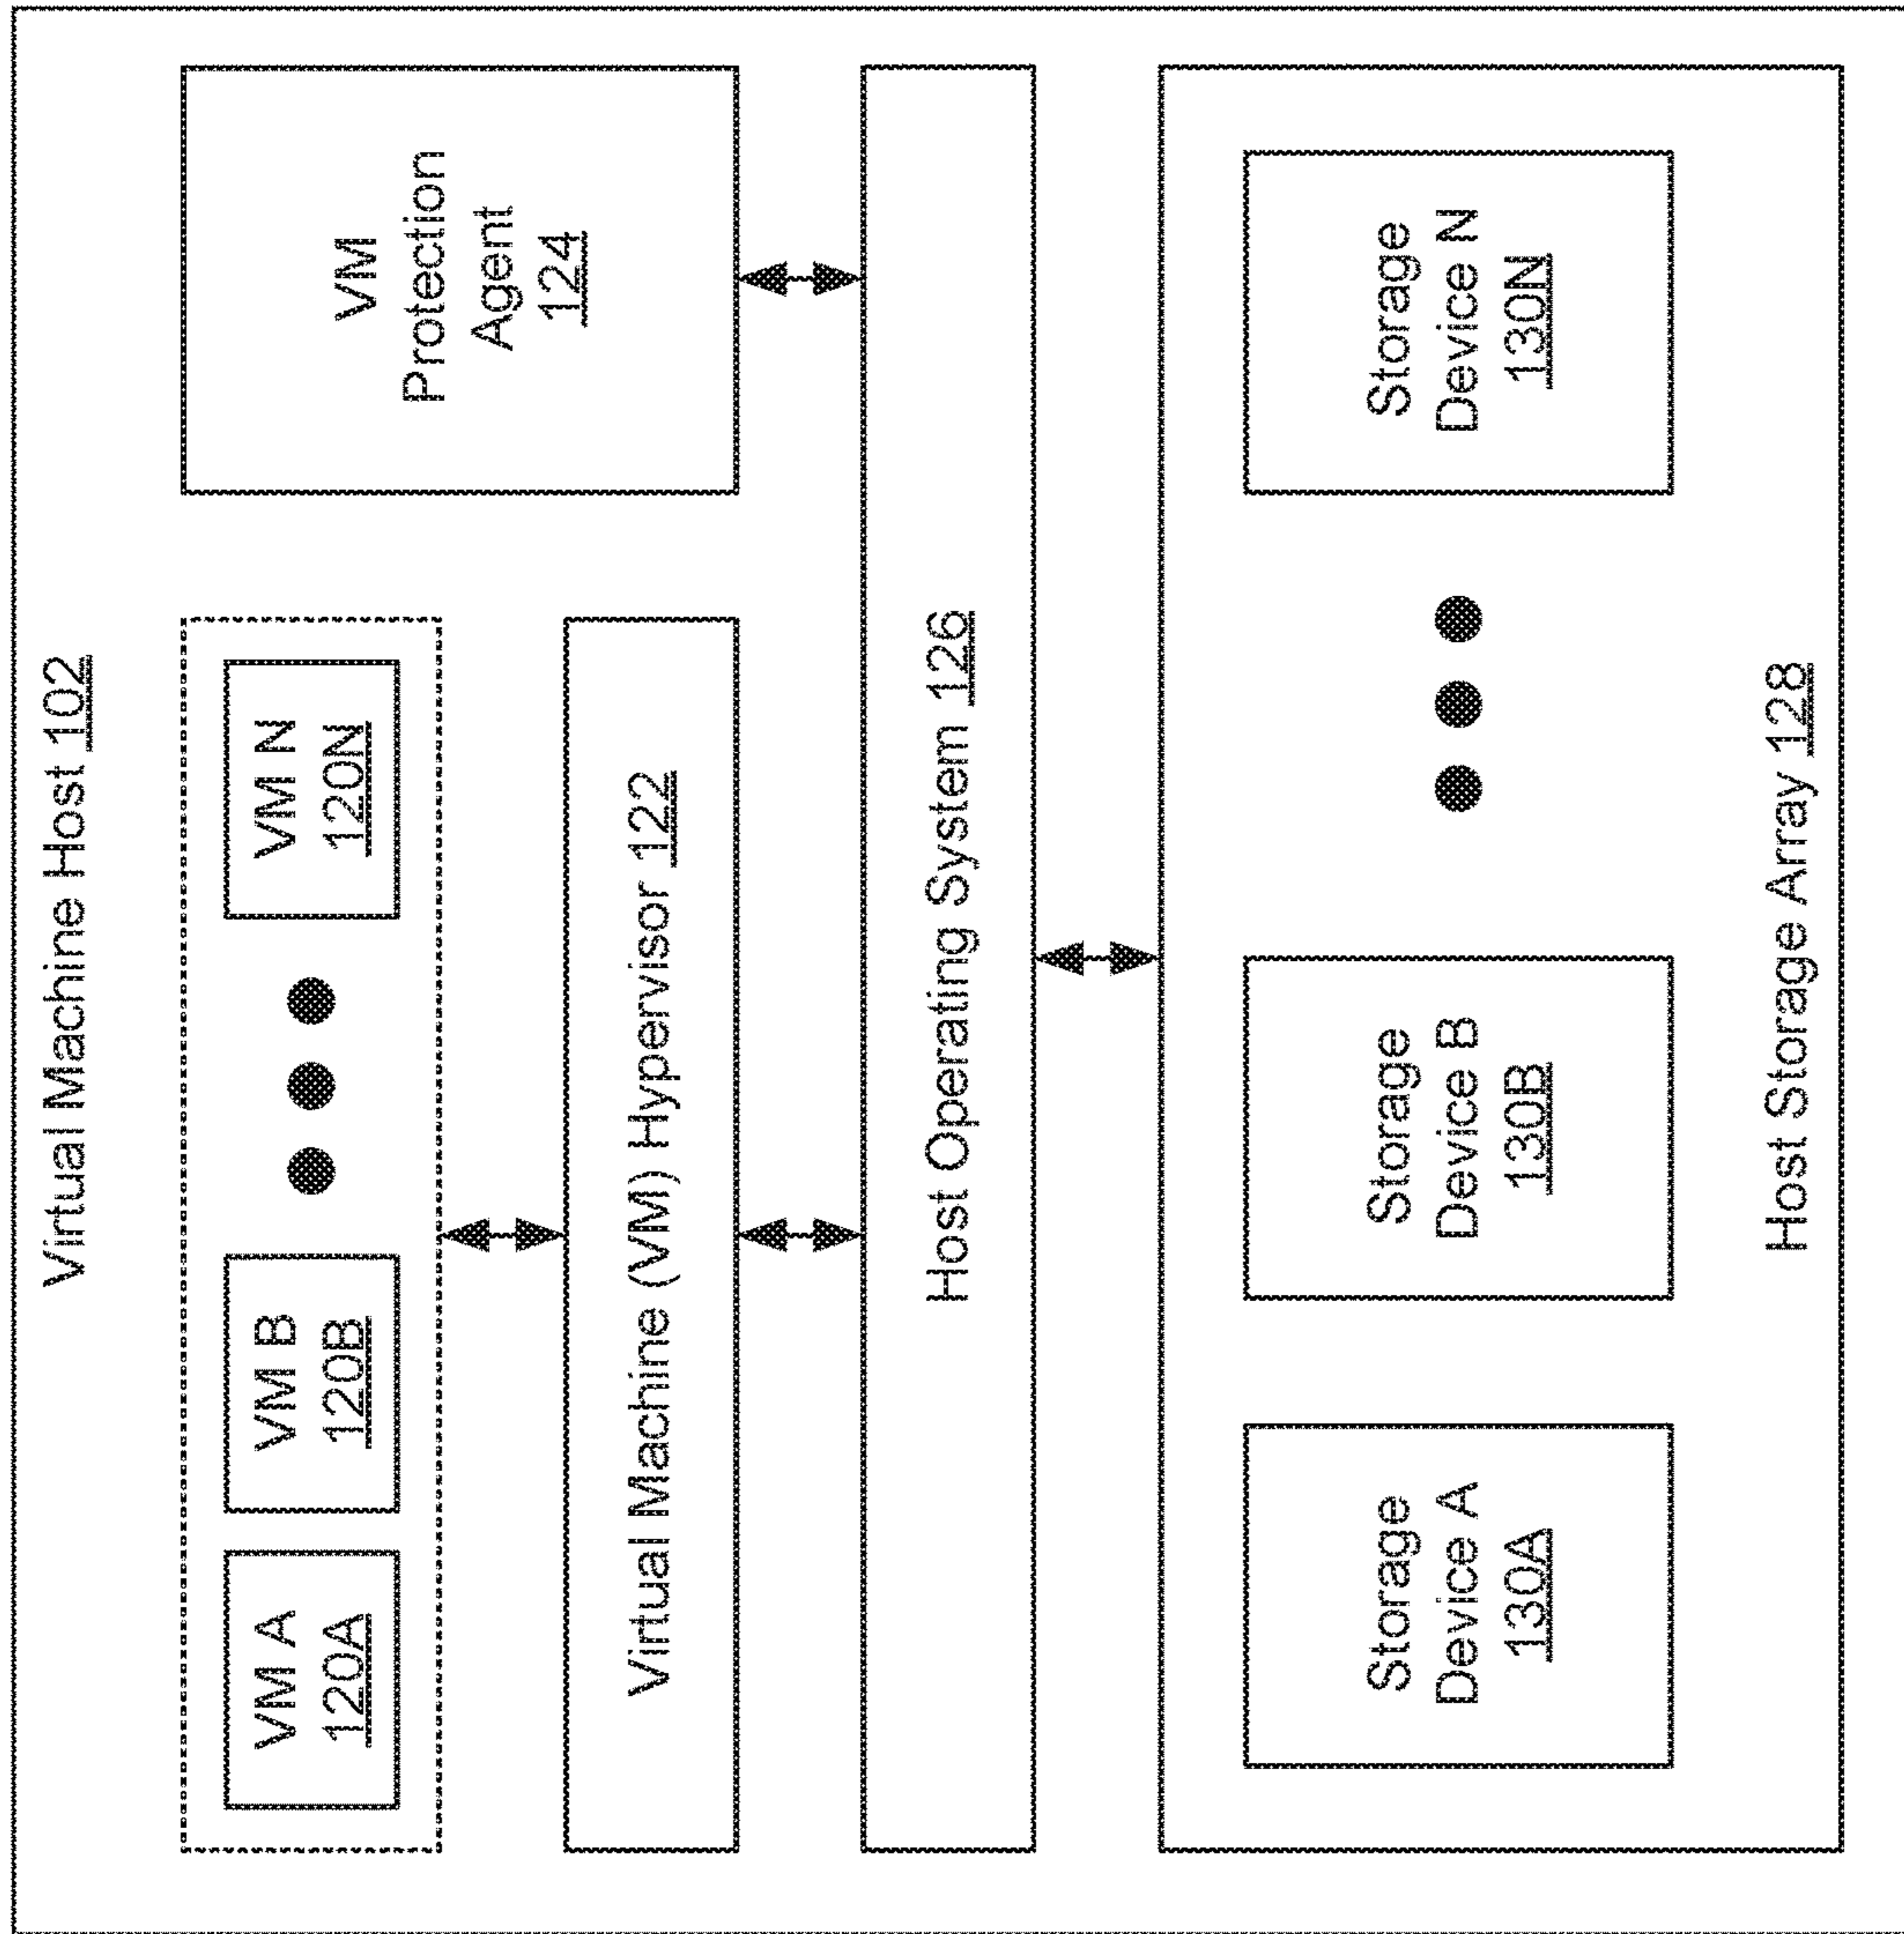 Virtual Machine Host 102
VM A
120A
VM B
120B
VM N
120N
VM
Protection
Agent
124
Virtual Machine (VM) Hypervisor 122
Host Operating System 126
Storage
Device A
130A
Storage
Device B
130B
Storage
Device N
130N
Host Storage Array 128